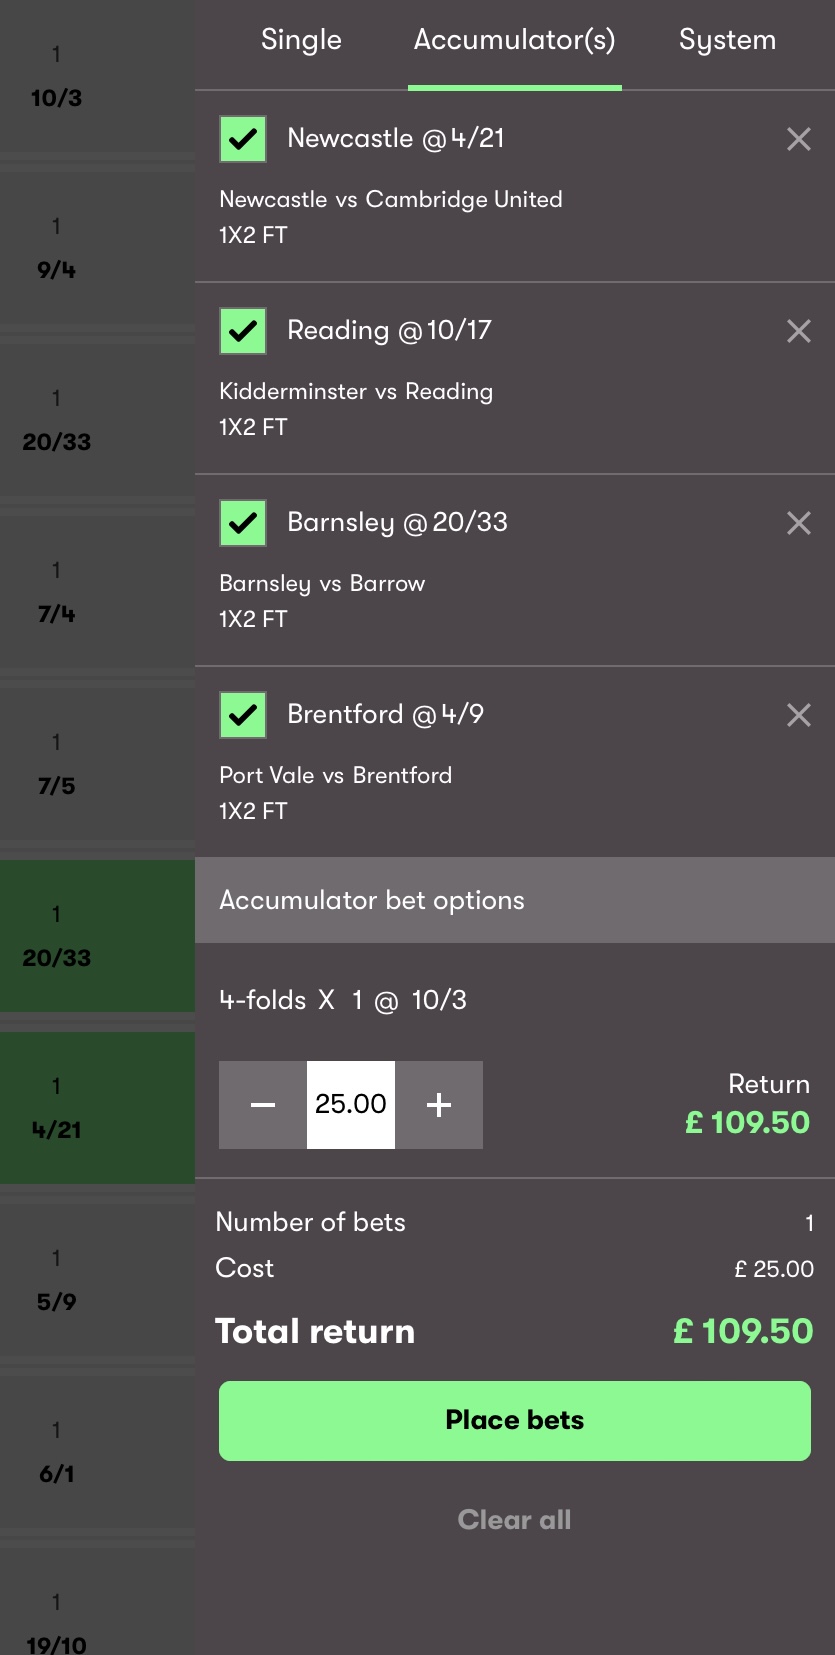 1
10/3
1
9/4
1
20/33
1
7/4
1
7/5
1
20/33
1
4/21
1
5/9
1
6/1
1
19/10
Single Accumulator(s) System
Newcastle @ 4/21
Newcastle vs Cambridge United
1X2 FT
Reading @ 10/17
Kidderminster vs Reading
1X2 FT
Barnsley @ 20/33
Barnsley vs Barrow
1X2 FT
Brentford @ 4/9
Port Vale vs Brentford
1X2 FT
Accumulator bet options
4-folds X 1 @ 10/3
25.00
Return
£ 109.50
Number of bets 1
Cost £ 25.00
Total return £ 109.50
Place bets
Clear all